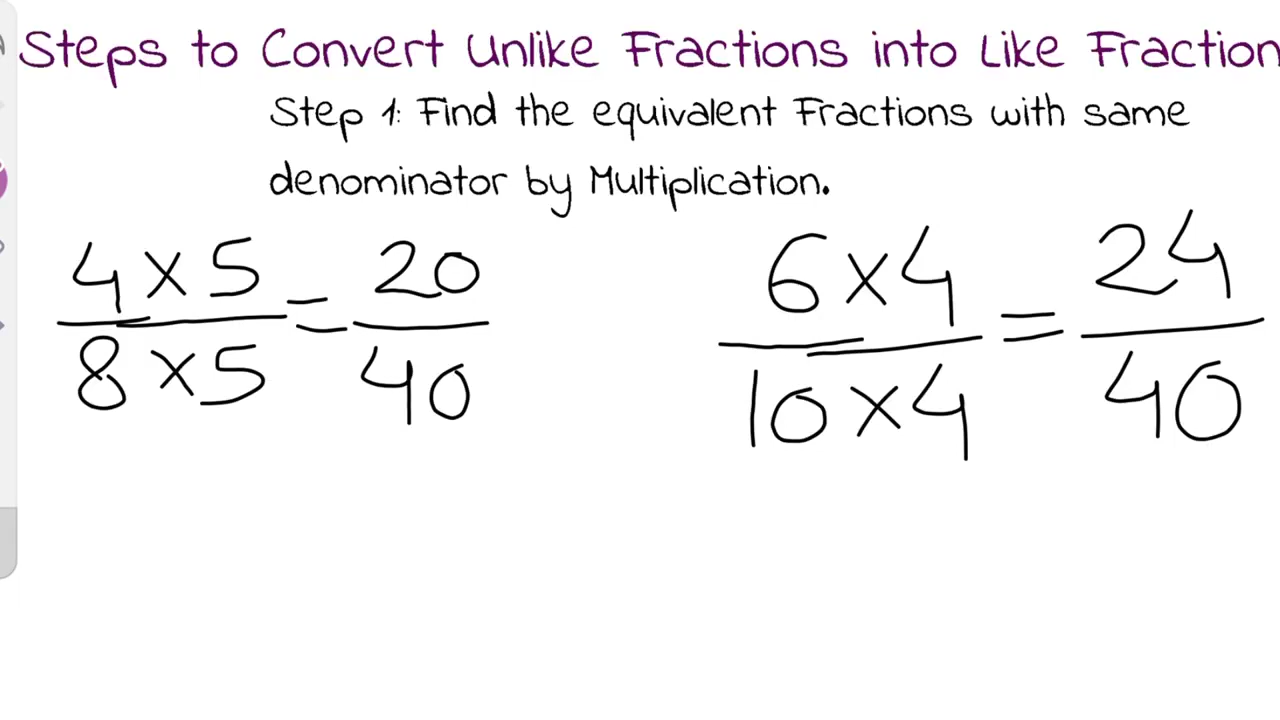 Steps to Convert Unlike Fractions into Like Fraction
Step 1: Find the equivalent Fractions with same
denominator by Multiplication.
4 x 5 = 20
8 x 5 40
6 x 4 = 24
10 x 4 40